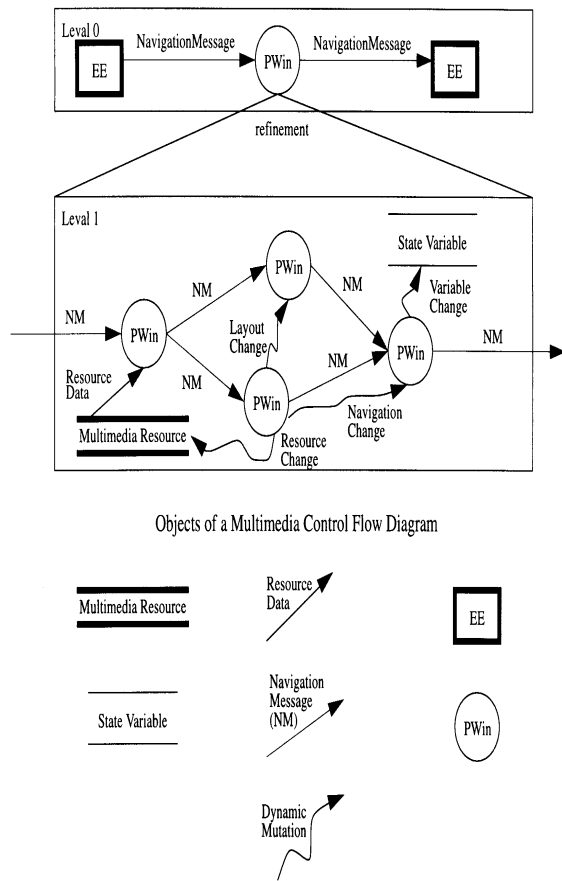 Leval 0
NavigationMessage
NavigationMessage
EE
PWin
EE
refinement
Leval 1
State Variable
PWin
NM
NM
Variable
Change
NM
PWin
Layout
Change
NM
PWin
NM
Resource
Data
NM
PWin
Navigation
Change
Multimedia Resource
Resource
Change
Objects of a Multimedia Control Flow Diagram
Multimedia Resource
Resource
Data
EE
State Variable
Navigation
Message
(NM)
PWin
Dynamic
Mutation